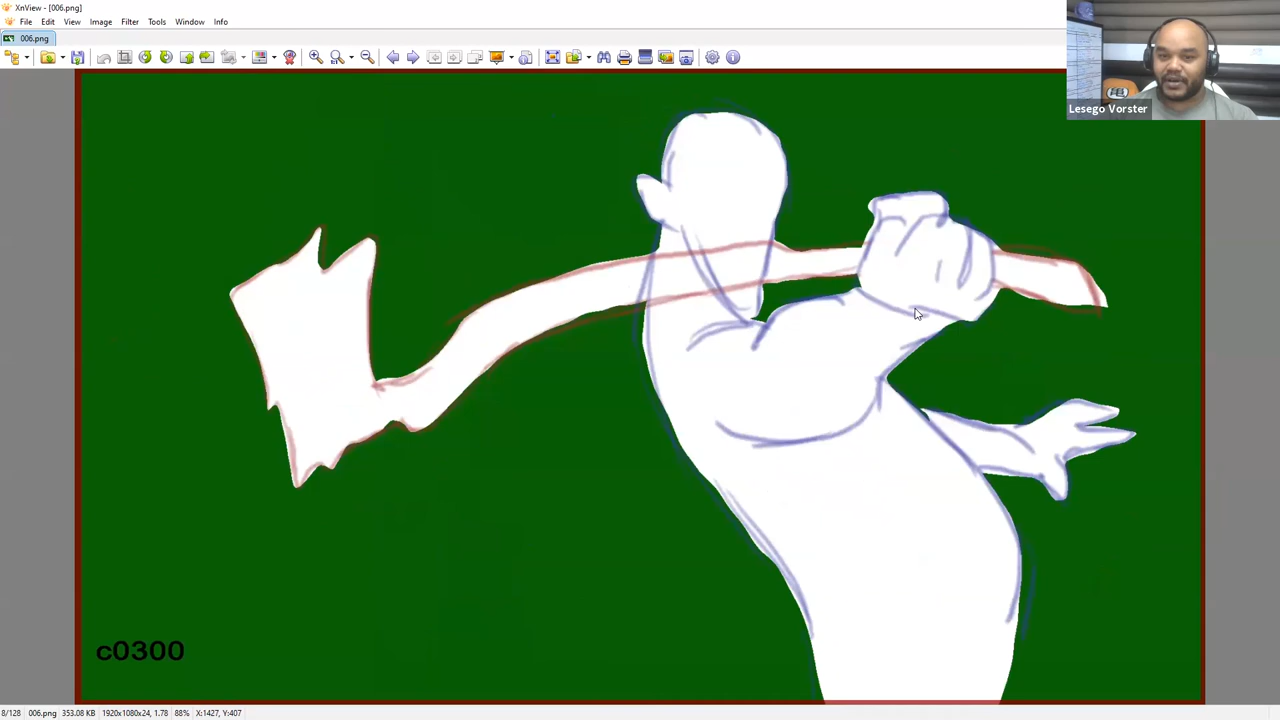 XnView - [006.png]
File Edit View Image Filter Tools Window Info
006.png
Lesego Vorster
c0300
8/128 006.png 353.08 KB 1920x1080x24, 1.78 88% X:1427, Y:407